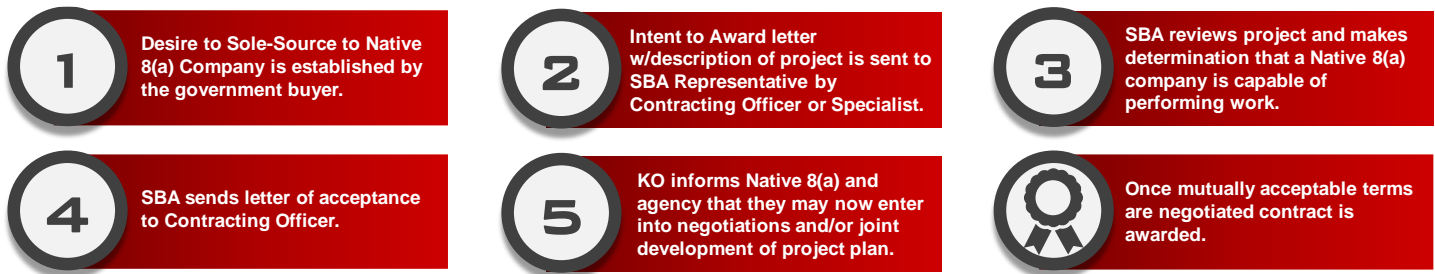 1
Desire to Sole-Source to Native
8(a) Company is established by
the government buyer.
2
Intent to Award letter
w/description of project is sent to
SBA Representative by
Contracting Officer or Specialist.
3
SBA reviews project and makes
determination that a Native 8(a)
company is capable of
performing work.
4
SBA sends letter of acceptance
to Contracting Officer.
5
KO informs Native 8(a) and
agency that they may now enter
into negotiations and/or joint
development of project plan.
Once mutually acceptable terms
are negotiated contract is
awarded.